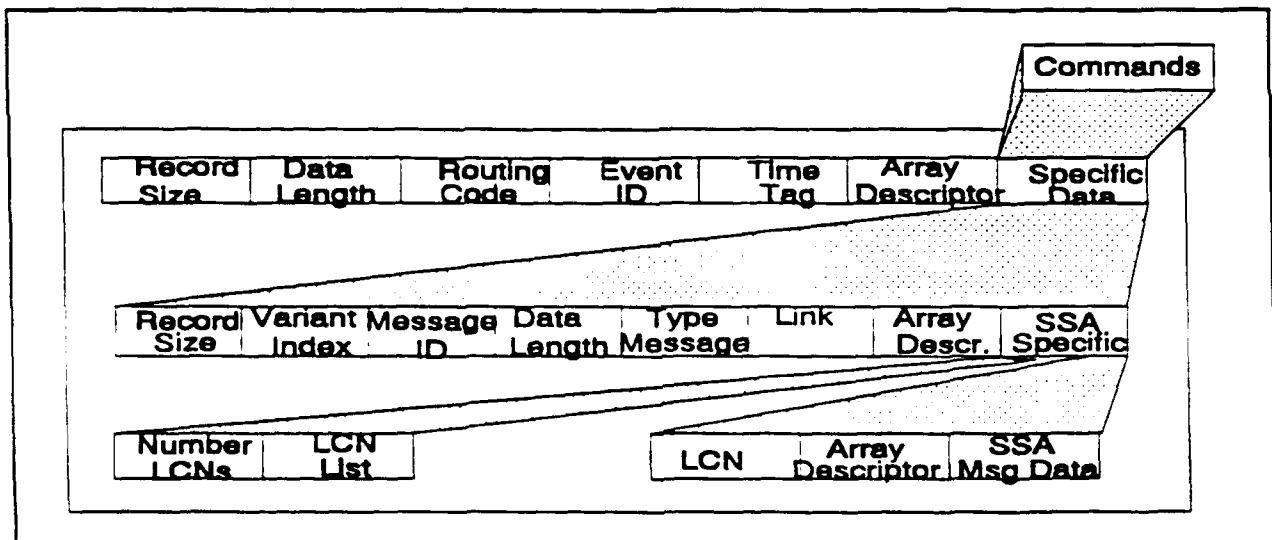 Commands
Record Size
Data Length
Routing Code
Event ID
Time Tag
Array Descriptor
Specific Data
Record Size
Variant Index
Message ID
Data Length
Type Message
Link
Array Descr.
SSA Specific
Number LCNs
LCN List
LCN
Array Descriptor
SSA Msg Data